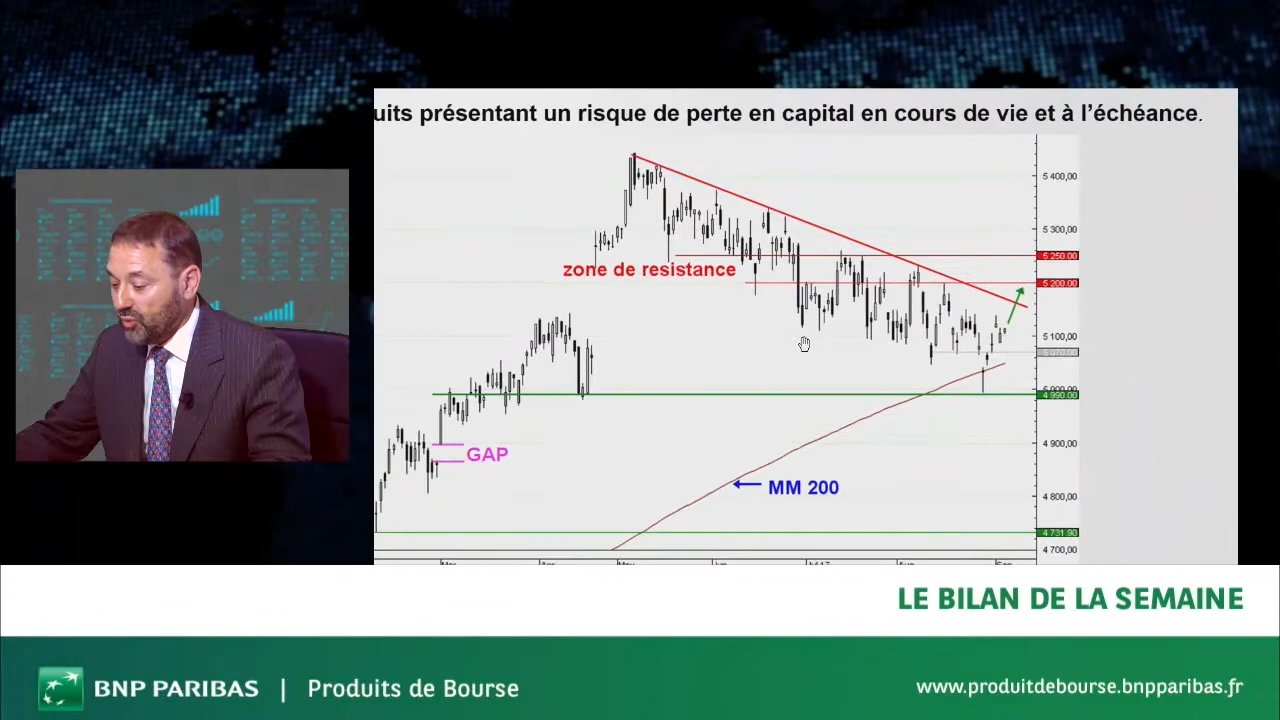 uits présentant un risque de perte en capital en cours de vie et à l'échéance.
5 400,00
5 300,00
5 250.00
zone de resistance
5 200.00
5 100,00
5 000,00
4 990.00
4 900,00
GAP
MM 200
4 800,00
4 731.90
4 700,00
LE BILAN DE LA SEMAINE
BNP PARIBAS | Produits de Bourse
www.produitdebourse.bnpparibas.fr